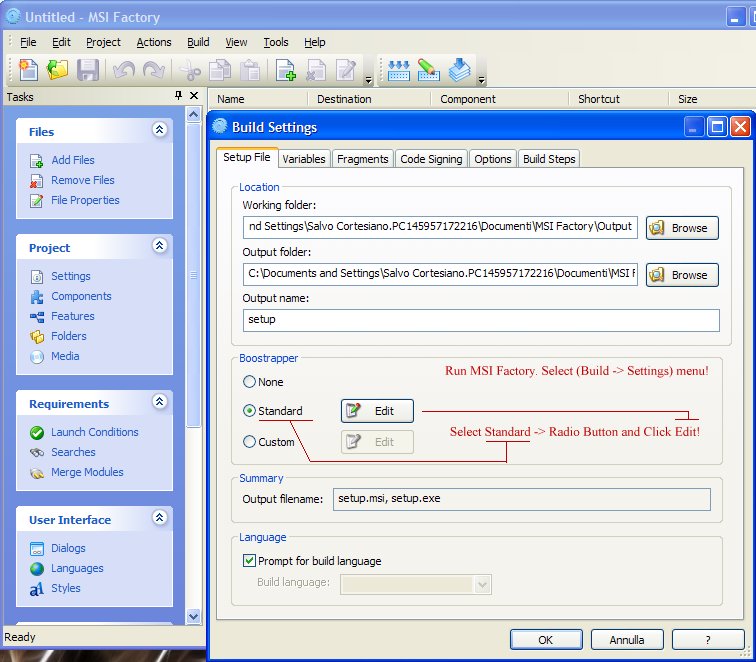 Untitled - MSI Factory
File Edit Project Actions Build View Tools Help
Tasks
Name Destination Component Shortcut Size
Files
Add Files
Remove Files
File Properties
Project
Settings
Components
Features
Folders
Media
Requirements
Launch Conditions
Searches
Merge Modules
User Interface
Dialogs
Languages
Styles
Ready
Build Settings
Setup File Variables Fragments Code Signing Options Build Steps
Location
Working folder:
nd Settings\Salvo Cortesiano.PC145957172216\Documenti\MSI Factory\Output Browse
Output folder:
C:\Documents and Settings\Salvo Cortesiano.PC145957172216\Documenti\MSI F Browse
Output name:
setup
Boostrapper
Run MSI Factory. Select (Build -> Settings) menu!
None
Standard Edit
Select Standard -> Radio Button and Click Edit!
Custom Edit
Summary
Output filename: setup.msi, setup.exe
Language
Prompt for build language
Build language:
OK Annulla ?